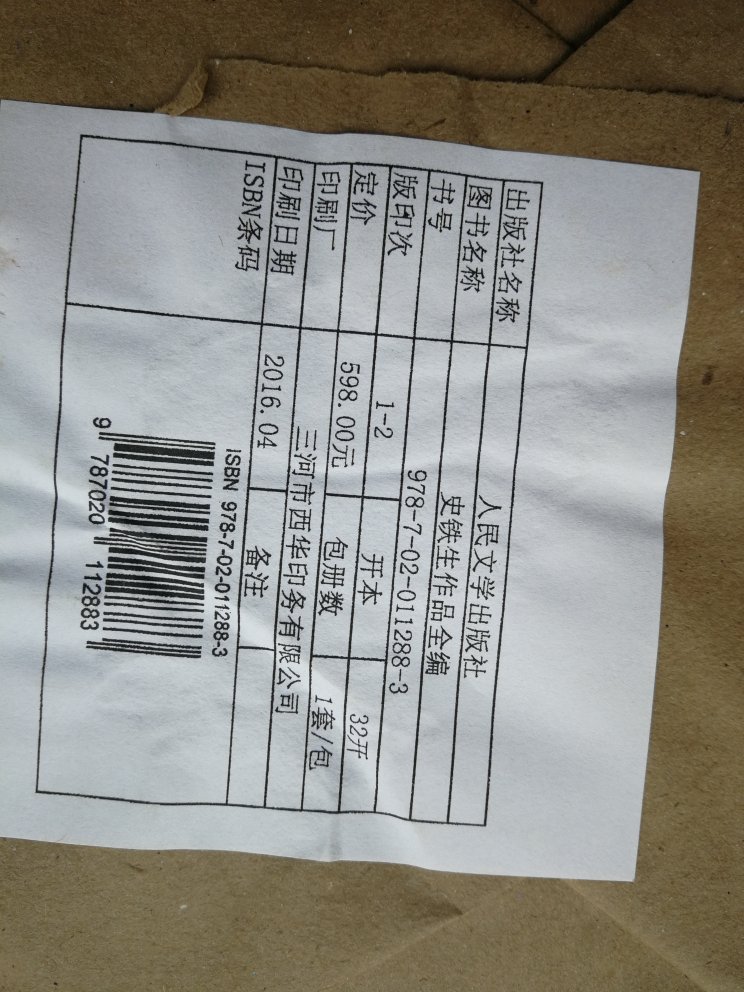 出版社名称 人民文学出版社
图书名称 史铁生作品全编
书号 978-7-02-011288-3
版印次 1-2 开本 32开
定价 598.00元 包册数 1套/包
印刷厂 三河市西华印务有限公司
印刷日期 2016.04 备注
ISBN条码
ISBN 978-7-02-011288-3
9 787020 112883